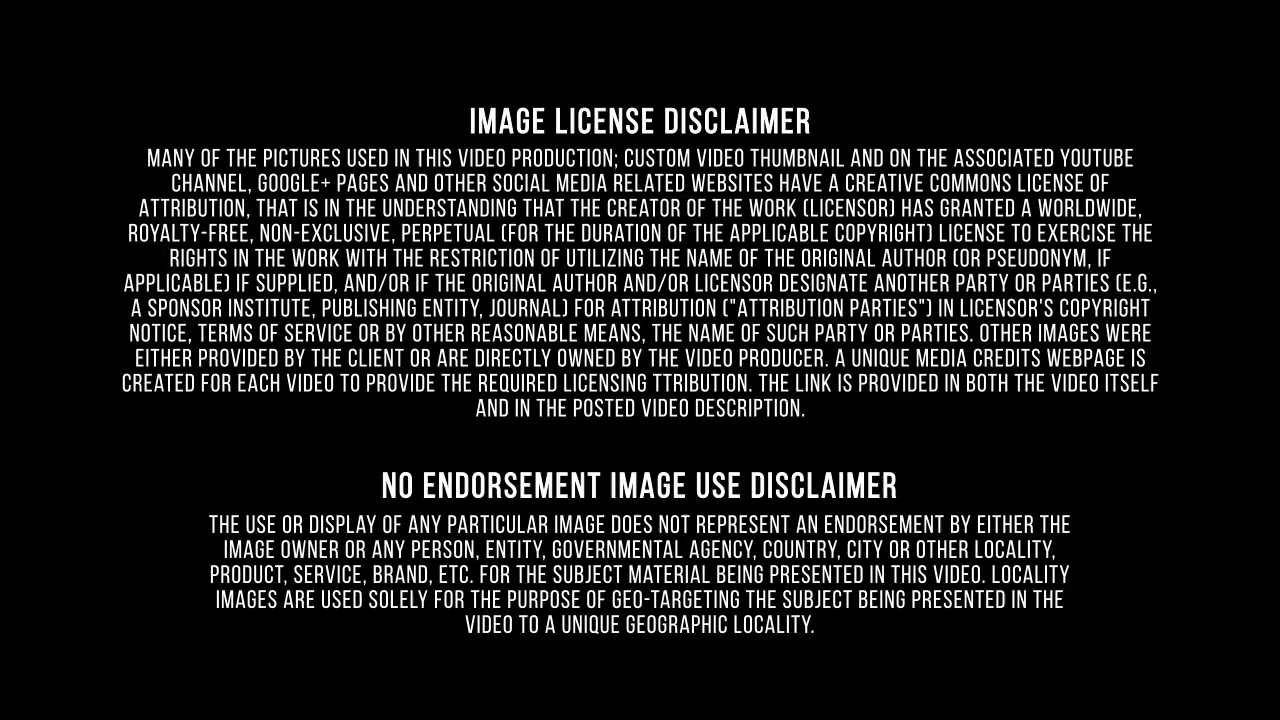 IMAGE LICENSE DISCLAIMER
MANY OF THE PICTURES USED IN THIS VIDEO PRODUCTION; CUSTOM VIDEO THUMBNAIL AND ON THE ASSOCIATED YOUTUBE
CHANNEL, GOOGLE+ PAGES AND OTHER SOCIAL MEDIA RELATED WEBSITES HAVE A CREATIVE COMMONS LICENSE OF
ATTRIBUTION, THAT IS IN THE UNDERSTANDING THAT THE CREATOR OF THE WORK (LICENSOR) HAS GRANTED A WORLDWIDE,
ROYALTY-FREE, NON-EXCLUSIVE, PERPETUAL (FOR THE DURATION OF THE APPLICABLE COPYRIGHT) LICENSE TO EXERCISE THE
RIGHTS IN THE WORK WITH THE RESTRICTION OF UTILIZING THE NAME OF THE ORIGINAL AUTHOR (OR PSEUDONYM, IF
APPLICABLE) IF SUPPLIED, AND/OR IF THE ORIGINAL AUTHOR AND/OR LICENSOR DESIGNATE ANOTHER PARTY OR PARTIES (E.G.,
A SPONSOR INSTITUTE, PUBLISHING ENTITY, JOURNAL) FOR ATTRIBUTION ("ATTRIBUTION PARTIES") IN LICENSOR'S COPYRIGHT
NOTICE, TERMS OF SERVICE OR BY OTHER REASONABLE MEANS, THE NAME OF SUCH PARTY OR PARTIES. OTHER IMAGES WERE
EITHER PROVIDED BY THE CLIENT OR ARE DIRECTLY OWNED BY THE VIDEO PRODUCER. A UNIQUE MEDIA CREDITS WEBPAGE IS
CREATED FOR EACH VIDEO TO PROVIDE THE REQUIRED LICENSING TTRIBUTION. THE LINK IS PROVIDED IN BOTH THE VIDEO ITSELF
AND IN THE POSTED VIDEO DESCRIPTION.
NO ENDORSEMENT IMAGE USE DISCLAIMER
THE USE OR DISPLAY OF ANY PARTICULAR IMAGE DOES NOT REPRESENT AN ENDORSEMENT BY EITHER THE
IMAGE OWNER OR ANY PERSON, ENTITY, GOVERNMENTAL AGENCY, COUNTRY, CITY OR OTHER LOCALITY,
PRODUCT, SERVICE, BRAND, ETC. FOR THE SUBJECT MATERIAL BEING PRESENTED IN THIS VIDEO. LOCALITY
IMAGES ARE USED SOLELY FOR THE PURPOSE OF GEO-TARGETING THE SUBJECT BEING PRESENTED IN THE
VIDEO TO A UNIQUE GEOGRAPHIC LOCALITY.